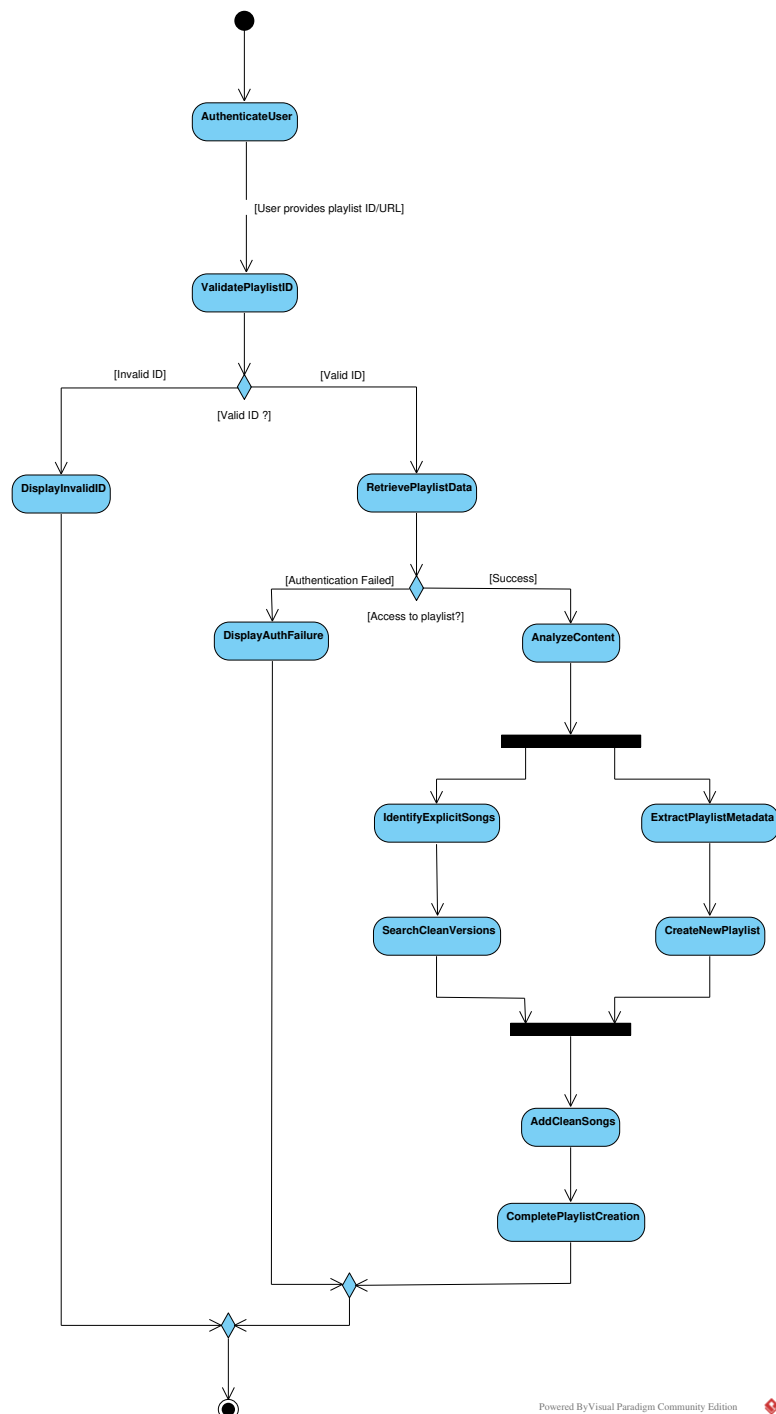 AuthenticateUser
[User provides playlist ID/URL]
ValidatePlaylistID
[Invalid ID]
[Valid ID]
[Valid ID ?]
DisplayInvalidID
RetrievePlaylistData
[Authentication Failed]
[Success]
[Access to playlist?]
DisplayAuthFailure
AnalyzeContent
IdentifyExplicitSongs
ExtractPlaylistMetadata
SearchCleanVersions
CreateNewPlaylist
AddCleanSongs
CompletePlaylistCreation
Powered ByVisual Paradigm Community Edition